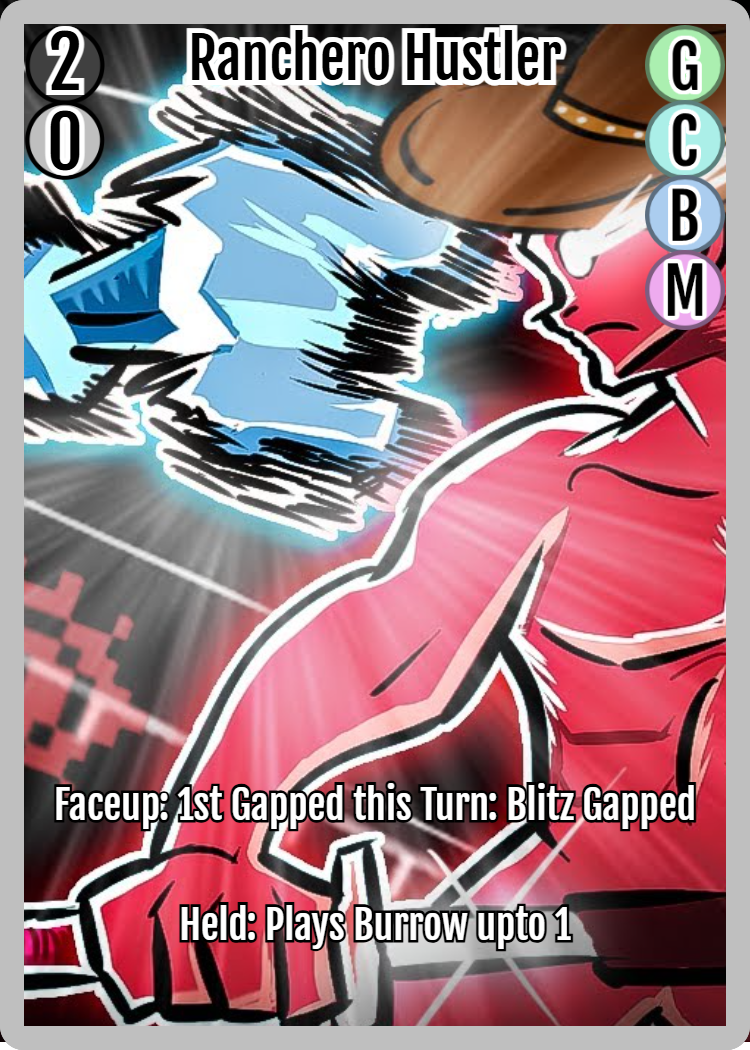 Ranchero Hustler
2
0
G
C
B
M
Faceup: 1st Gapped this Turn: Blitz Gapped
Held: Plays Burrow upto 1